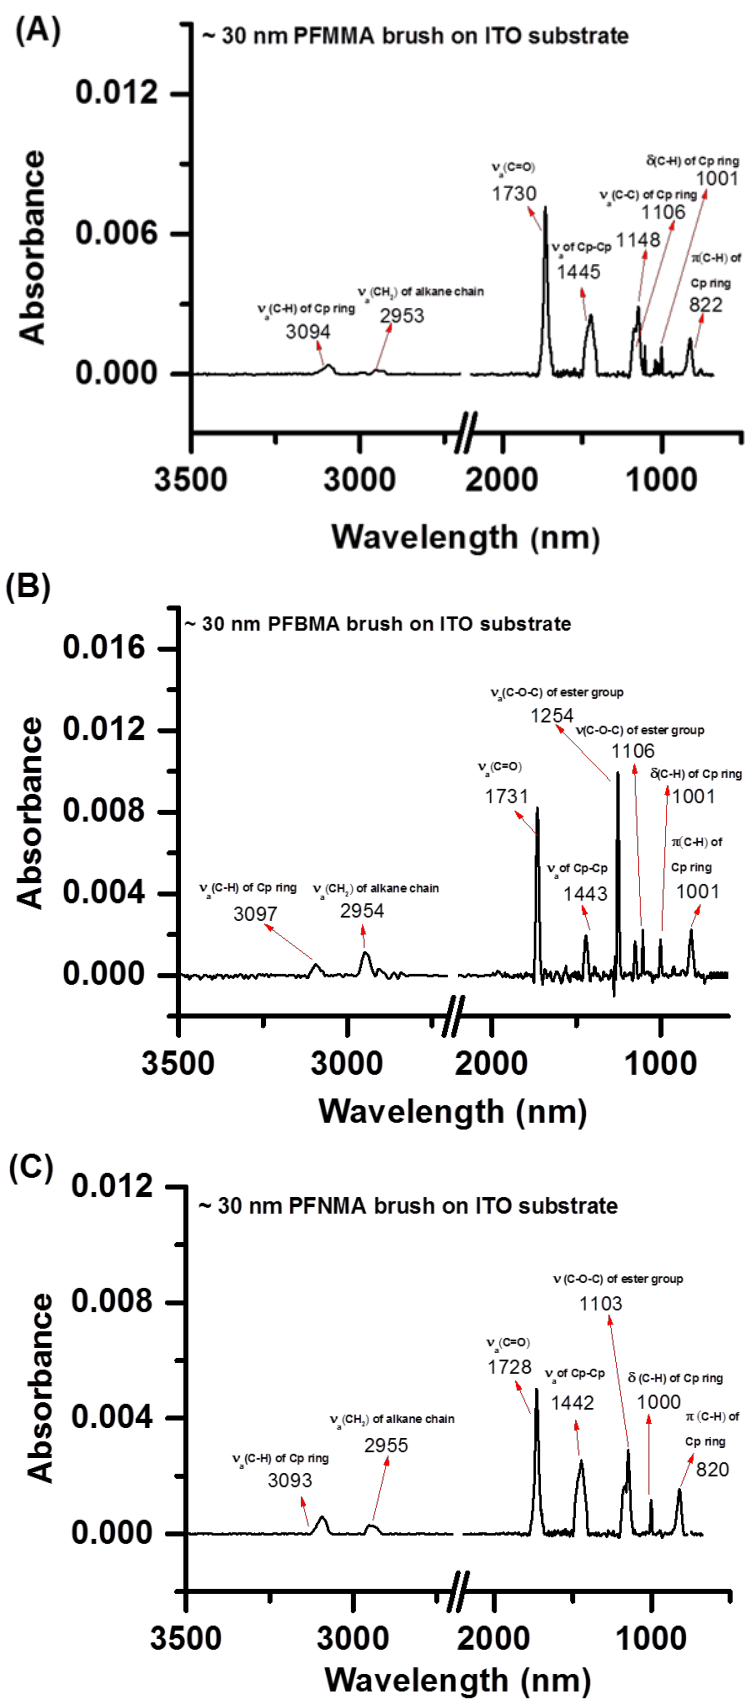 (A)
~ 30 nm PFMMA brush on ITO substrate
0.012
0.006
0.000
Absorbance
δ(C-H) of Cp ring
1001
νa(C=O)
1730
νa(C-C) of Cp ring
1106
1148
νa of Cp-Cp
1445
π(C-H) of
Cp ring
822
νa(CH2) of alkane chain
2953
νa(C-H) of Cp ring
3094
3500
3000
2000
1000
Wavelength (nm)
(B)
~ 30 nm PFBMA brush on ITO substrate
0.016
0.012
0.008
0.004
0.000
Absorbance
νa(C-O-C) of ester group
1254
ν(C-O-C) of ester group
1106
νa(C=O)
1731
δ(C-H) of Cp ring
1001
π(C-H) of
Cp ring
1001
νa of Cp-Cp
1443
νa(C-H) of Cp ring
3097
νa(CH2) of alkane chain
2954
3500
3000
2000
1000
Wavelength (nm)
(C)
~ 30 nm PFNMA brush on ITO substrate
0.012
0.008
0.004
0.000
Absorbance
ν(C-O-C) of ester group
1103
νa(C=O)
1728
νa of Cp-Cp
1442
δ (C-H) of Cp ring
1000
π (C-H) of
Cp ring
820
νa(CH2) of alkane chain
2955
νa(C-H) of Cp ring
3093
3500
3000
2000
1000
Wavelength (nm)